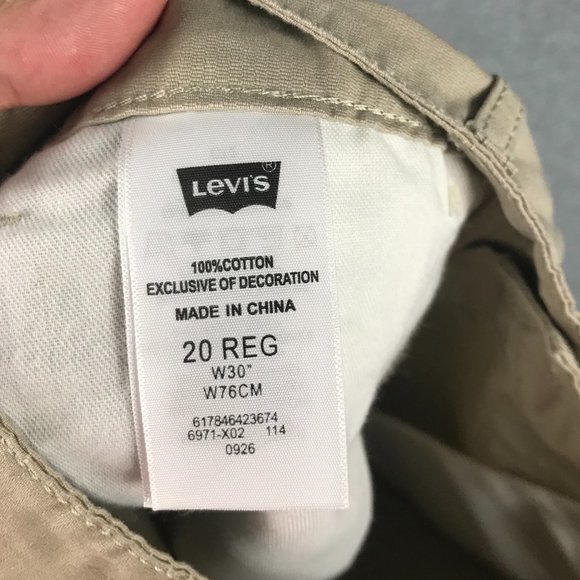 Levi's ®
100%COTTON
EXCLUSIVE OF DECORATION
MADE IN CHINA
20 REG
W30"
W76CM
617846423674
6971-X02 114
0926